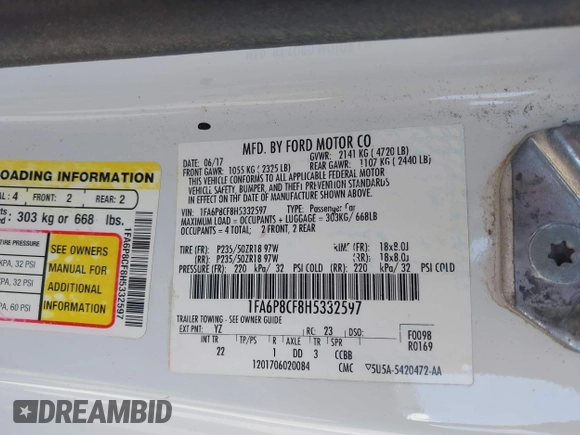 MFD. BY FORD MOTOR CO
DATE: 06/17 GVWR: 2141 KG ( 4720 LB)
FRONT GAWR: 1055 KG ( 2325 LB) REAR GAWR: 1107 KG ( 2440 LB)
THIS VEHICLE CONFORMS TO ALL APPLICABLE FEDERAL MOTOR
VEHICLE SAFETY, BUMPER, AND THEFT PREVENTION STANDARDS
IN EFFECT ON THE DATE OF MANUFACTURE SHOWN ABOVE.
VIN: 1FA6P8CF8H5332597 TYPE: Passenger Car
MAXIMUM LOAD = OCCUPANTS + LUGGAGE = 303KG/ 668LB
OCCUPANTS = 4 TOTAL: 2 FRONT, 2 REAR
TIRE (FR): P235/50ZR18 97W RIMS (FR): 18x8.0J
(RR): P235/50ZR18 97W (RR): 18x8.0J
PRESSURE (FR): 220 kPa/ 32 PSI COLD (RR): 220 kPa/ 32 PSI COLD
1FA6P8CF8H5332597
TRAILER TOWING - SEE OWNER GUIDE
EXT PNT: YZ RC: 23 DSO: F0098
INT TR TP/PS R AXLE TR SPR R0169
22 1 DD 3 CCBB
1201706020084 CMC 5U5A-5420472-AA
OADING INFORMATION
AL: 4 FRONT: 2 REAR: 2
303 kg or 668 lbs.
TIRE PRESSURE
KPA, 32 PSI
KPA, 32 PSI
KPA, 60 PSI
SEE OWNERS
MANUAL FOR
ADDITIONAL
INFORMATION
1FA6P8CF8H5332597
DREAMBID